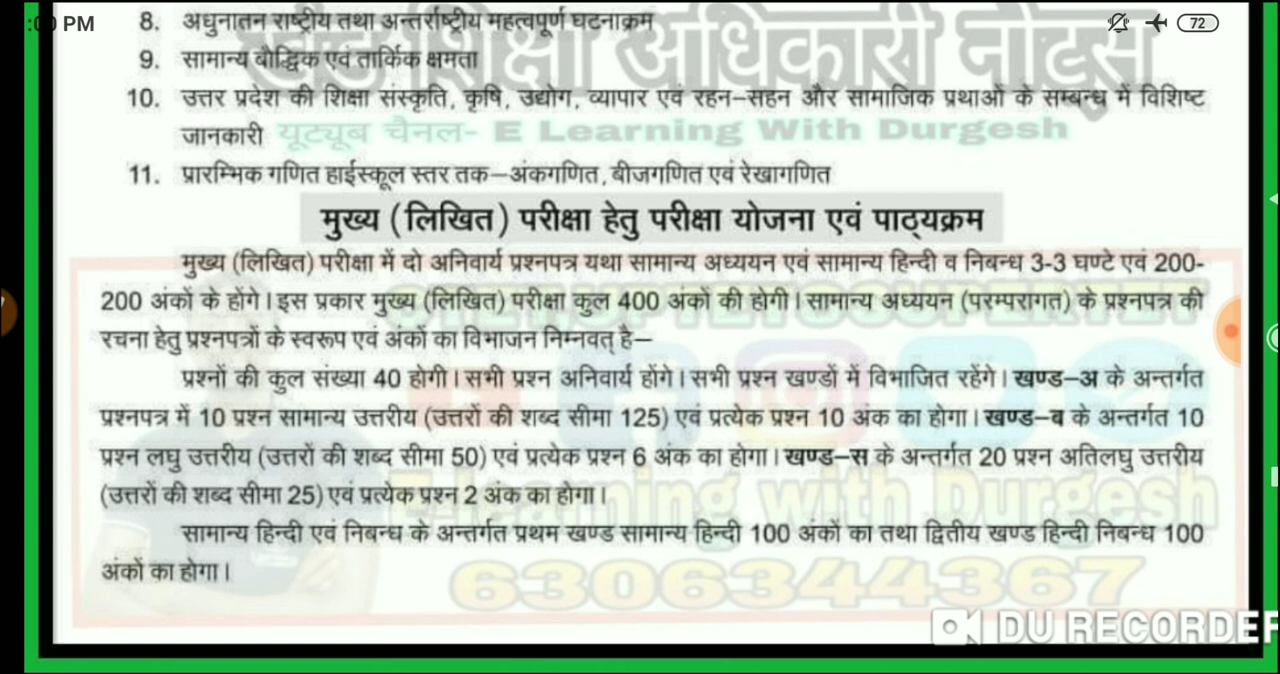 :00 PM
72
8. अधुनातन राष्ट्रीय तथा अन्तर्राष्ट्रीय महत्वपूर्ण घटनाक्रम
खंड शिक्षा अधिकारी नोट्स
9. सामान्य बौद्धिक एवं तार्किक क्षमता
10. उत्तर प्रदेश की शिक्षा संस्कृति, कृषि, उद्योग, व्यापार एवं रहन–सहन और सामाजिक प्रथाओं के सम्बन्ध में विशिष्ट
जानकारी
यूट्यूब चैनल- E Learning With Durgesh
11. प्रारम्भिक गणित हाईस्कूल स्तर तक–अंकगणित, बीजगणित एवं रेखागणित
मुख्य (लिखित) परीक्षा हेतु परीक्षा योजना एवं पाठ्यक्रम
मुख्य (लिखित) परीक्षा में दो अनिवार्य प्रश्नपत्र यथा सामान्य अध्ययन एवं सामान्य हिन्दी व निबन्ध 3-3 घण्टे एवं 200-
200 अंकों के होंगे। इस प्रकार मुख्य (लिखित) परीक्षा कुल 400 अंकों की होगी। सामान्य अध्ययन (परम्परागत) के प्रश्नपत्र की
रचना हेतु प्रश्नपत्रों के स्वरूप एवं अंकों का विभाजन निम्नवत् है–
प्रश्नों की कुल संख्या 40 होगी। सभी प्रश्न अनिवार्य होंगे। सभी प्रश्न खण्डों में विभाजित रहेंगे। खण्ड–अ के अन्तर्गत
प्रश्नपत्र में 10 प्रश्न सामान्य उत्तरीय (उत्तरों की शब्द सीमा 125) एवं प्रत्येक प्रश्न 10 अंक का होगा। खण्ड–ब के अन्तर्गत 10
प्रश्न लघु उत्तरीय (उत्तरों की शब्द सीमा 50) एवं प्रत्येक प्रश्न 6 अंक का होगा। खण्ड–स के अन्तर्गत 20 प्रश्न अतिलघु उत्तरीय
(उत्तरों की शब्द सीमा 25) एवं प्रत्येक प्रश्न 2 अंक का होगा।
E-learning with Durgesh
सामान्य हिन्दी एवं निबन्ध के अन्तर्गत प्रथम खण्ड सामान्य हिन्दी 100 अंकों का तथा द्वितीय खण्ड हिन्दी निबन्ध 100
अंकों का होगा।
6306344367
DU RECORDER